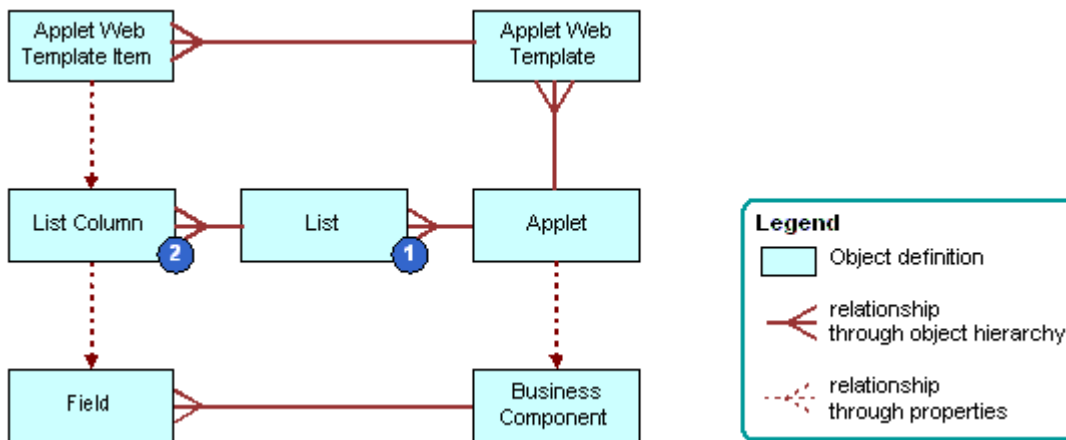 Applet Web
Template Item
Applet Web
Template
List Column
2
List
1
Applet
Field
Business
Component
Legend
Object definition
relationship
through object hierarchy
relationship
through properties